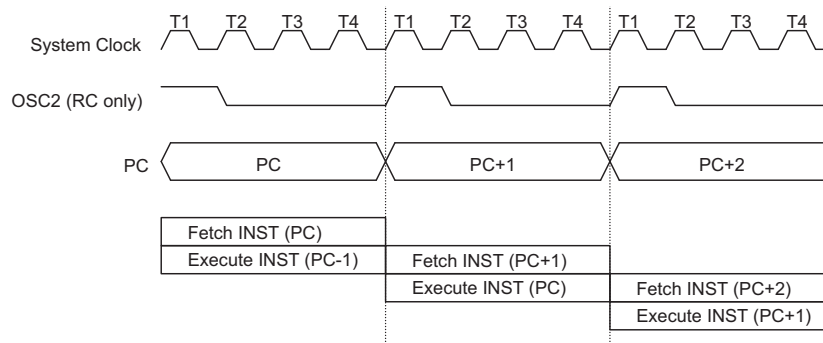 T1 T2 T3 T4 T1 T2 T3 T4 T1 T2 T3 T4
System Clock
OSC2 (RC only)
PC PC PC+1 PC+2
Fetch INST (PC)
Execute INST (PC-1) Fetch INST (PC+1)
Execute INST (PC) Fetch INST (PC+2)
Execute INST (PC+1)